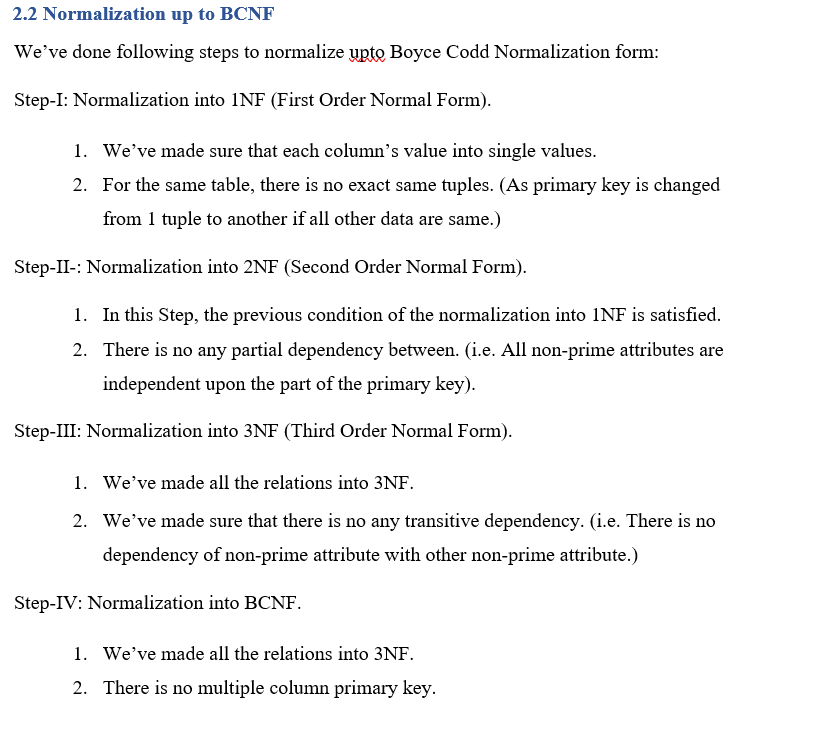 2.2 Normalization up to BCNF
We’ve done following steps to normalize upto Boyce Codd Normalization form:
Step-I: Normalization into 1NF (First Order Normal Form).
1. We’ve made sure that each column’s value into single values.
2. For the same table, there is no exact same tuples. (As primary key is changed
from 1 tuple to another if all other data are same.)
Step-II-: Normalization into 2NF (Second Order Normal Form).
1. In this Step, the previous condition of the normalization into 1NF is satisfied.
2. There is no any partial dependency between. (i.e. All non-prime attributes are
independent upon the part of the primary key).
Step-III: Normalization into 3NF (Third Order Normal Form).
1. We’ve made all the relations into 3NF.
2. We’ve made sure that there is no any transitive dependency. (i.e. There is no
dependency of non-prime attribute with other non-prime attribute.)
Step-IV: Normalization into BCNF.
1. We’ve made all the relations into 3NF.
2. There is no multiple column primary key.